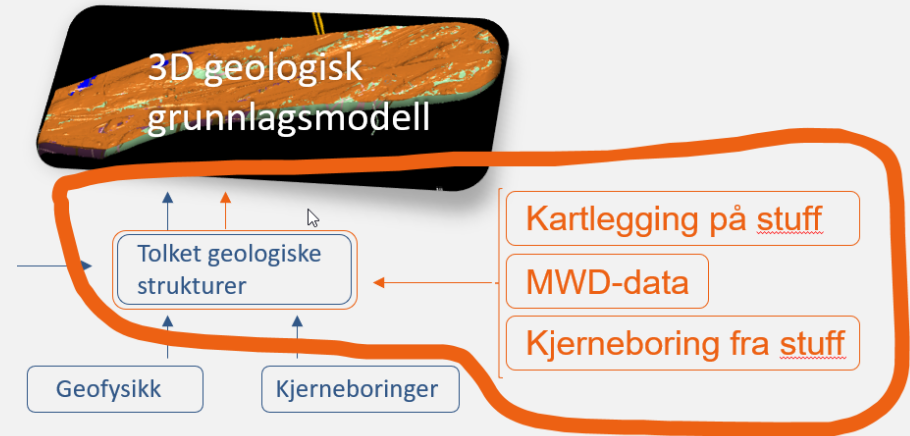 3D geologisk
grunnlagsmodell
Kartlegging på stuff
Tolket geologiske
strukturer
MWD-data
Kjerneboring fra stuff
Geofysikk
Kjerneboringer